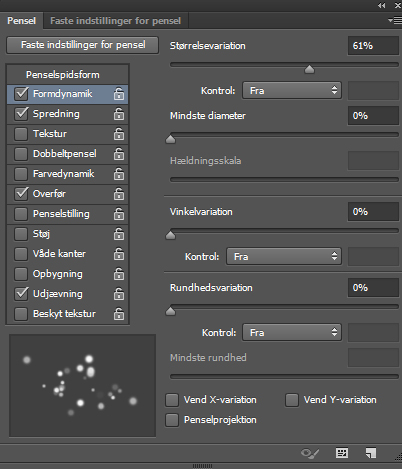 Pensel Faste indstillinger for pensel
Faste indstillinger for pensel
Penselspidsform
Formdynamik
Spredning
Tekstur
Dobbeltpensel
Farvedynamik
Overfør
Penselstilling
Støj
Våde kanter
Opbygning
Udjævning
Beskyt tekstur
Størrelsevariation 61%
Kontrol: Fra
Mindste diameter 0%
Hældningsskala
Vinkelvariation 0%
Kontrol: Fra
Rundhedsvariation 0%
Kontrol: Fra
Mindste rundhed
Vend X-variation Vend Y-variation
Penselprojektion